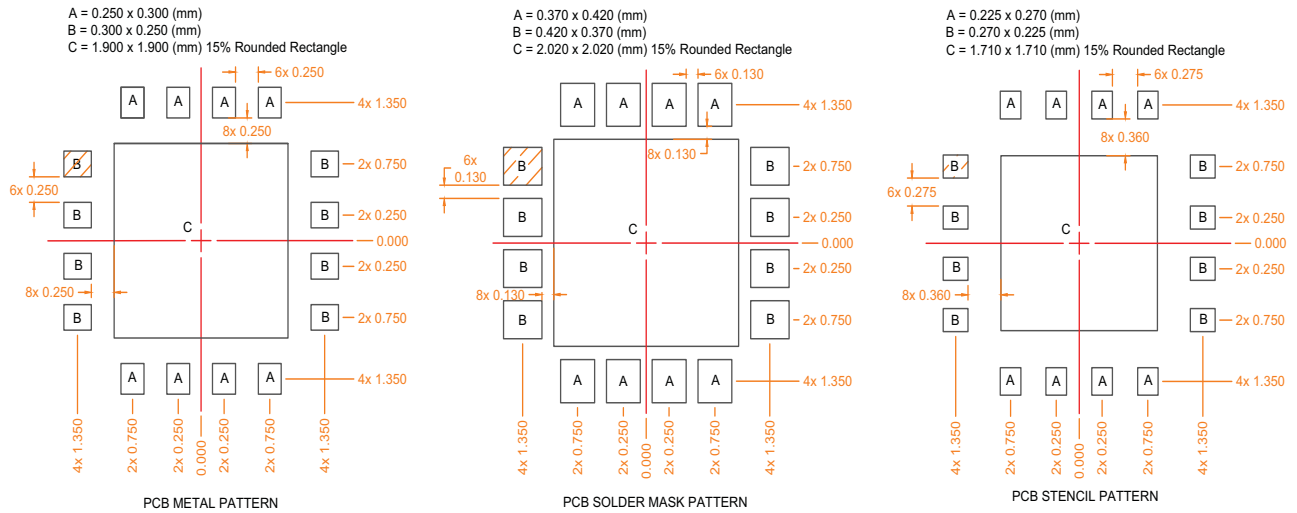 A = 0.250 x 0.300 (mm)
B = 0.300 x 0.250 (mm)
C = 1.900 x 1.900 (mm) 15% Rounded Rectangle
6x 0.250
A A A A
4x 1.350
8x 0.250
B
B
2x 0.750
6x 0.250
B
B
2x 0.250
C
0.000
B
B
2x 0.250
8x 0.250
B
B
2x 0.750
A A A A
4x 1.350
4x 1.350
2x 0.750
2x 0.250
0.000
2x 0.250
2x 0.750
4x 1.350
PCB METAL PATTERN
A = 0.370 x 0.420 (mm)
B = 0.420 x 0.370 (mm)
C = 2.020 x 2.020 (mm) 15% Rounded Rectangle
6x 0.130
A A A A
4x 1.350
8x 0.130
B
B
2x 0.750
6x
0.130
B
B
2x 0.250
C
0.000
B
B
2x 0.250
8x 0.130
B
B
2x 0.750
A A A A
4x 1.350
4x 1.350
2x 0.750
2x 0.250
0.000
2x 0.250
2x 0.750
4x 1.350
PCB SOLDER MASK PATTERN
A = 0.225 x 0.270 (mm)
B = 0.270 x 0.225 (mm)
C = 1.710 x 1.710 (mm) 15% Rounded Rectangle
6x 0.275
A A A A
4x 1.350
8x 0.360
B
B
2x 0.750
6x 0.275
B
B
2x 0.250
C
0.000
B
B
2x 0.250
8x 0.360
B
B
2x 0.750
A A A A
4x 1.350
4x 1.350
2x 0.750
2x 0.250
0.000
2x 0.250
2x 0.750
4x 1.350
PCB STENCIL PATTERN